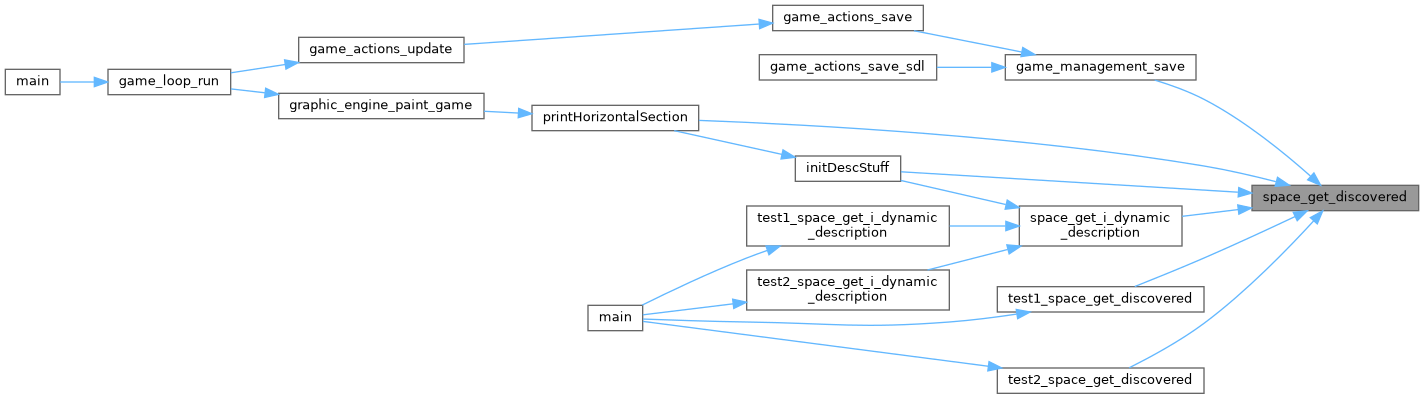 game_actions_save
game_actions_update
game_actions_save_sdl
game_management_save
main
game_loop_run
graphic_engine_paint_game
printHorizontalSection
initDescStuff
space_get_discovered
test1_space_get_i_dynamic
_description
space_get_i_dynamic
_description
test2_space_get_i_dynamic
_description
test1_space_get_discovered
main
test2_space_get_discovered